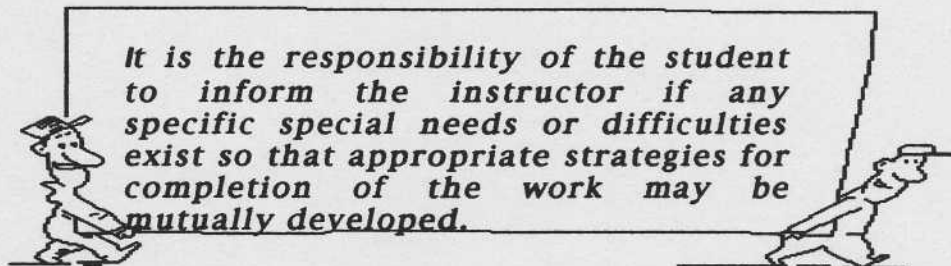 It is the responsibility of the student
to inform the instructor if any
specific special needs or difficulties
exist so that appropriate strategies for
completion of the work may be
mutually developed.